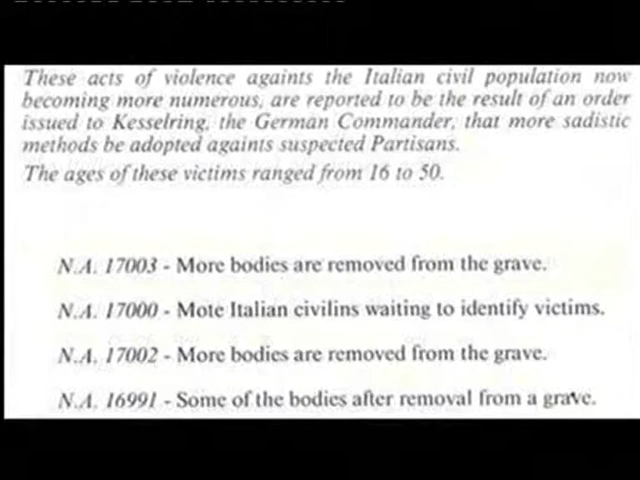 These acts of violence againts the Italian civil population now
becoming more numerous, are reported to be the result of an order
issued to Kesselring, the German Commander, that more sadistic
methods be adopted againts suspected Partisans.
The ages of these victims ranged from 16 to 50.
N.A. 17003 - More bodies are removed from the grave.
N.A. 17000 - Mote Italian civilins waiting to identify victims.
N.A. 17002 - More bodies are removed from the grave.
N.A. 16991 - Some of the bodies after removal from a grave.